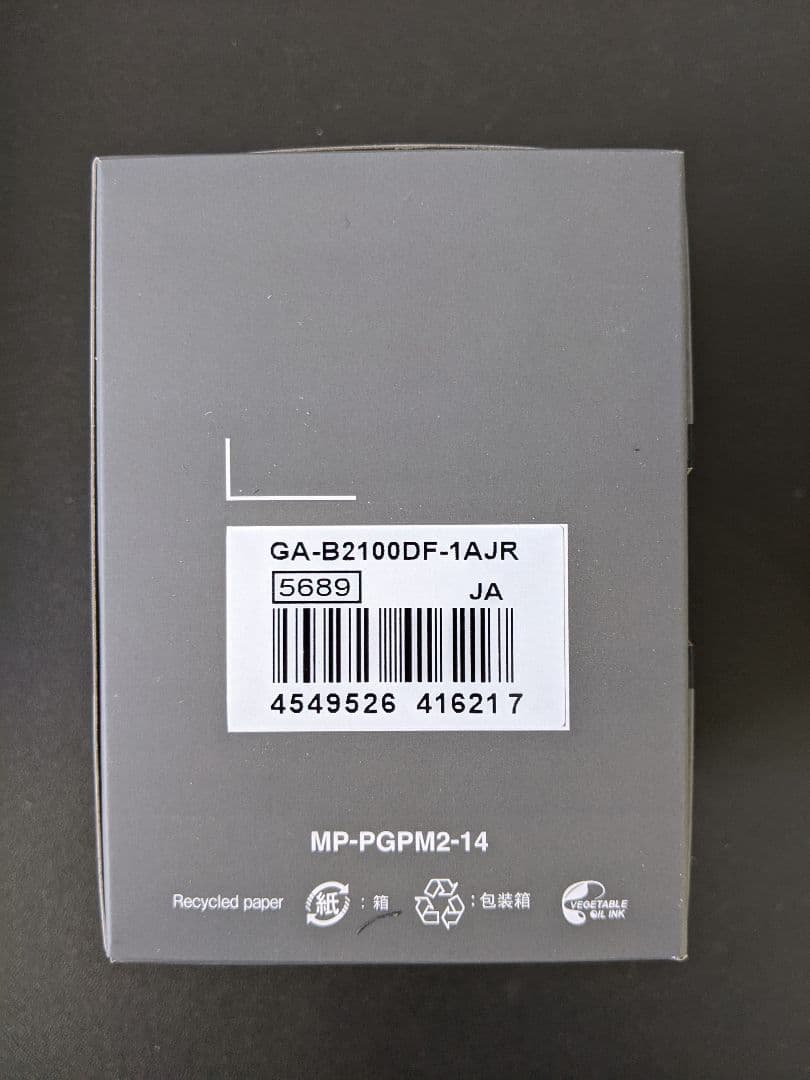 GA-B2100DF-1AJR
5689
JA
4549526 416217
MP-PGPM2-14
Recycled paper 紙 : 箱 : 包装箱 VEGETABLE OIL INK